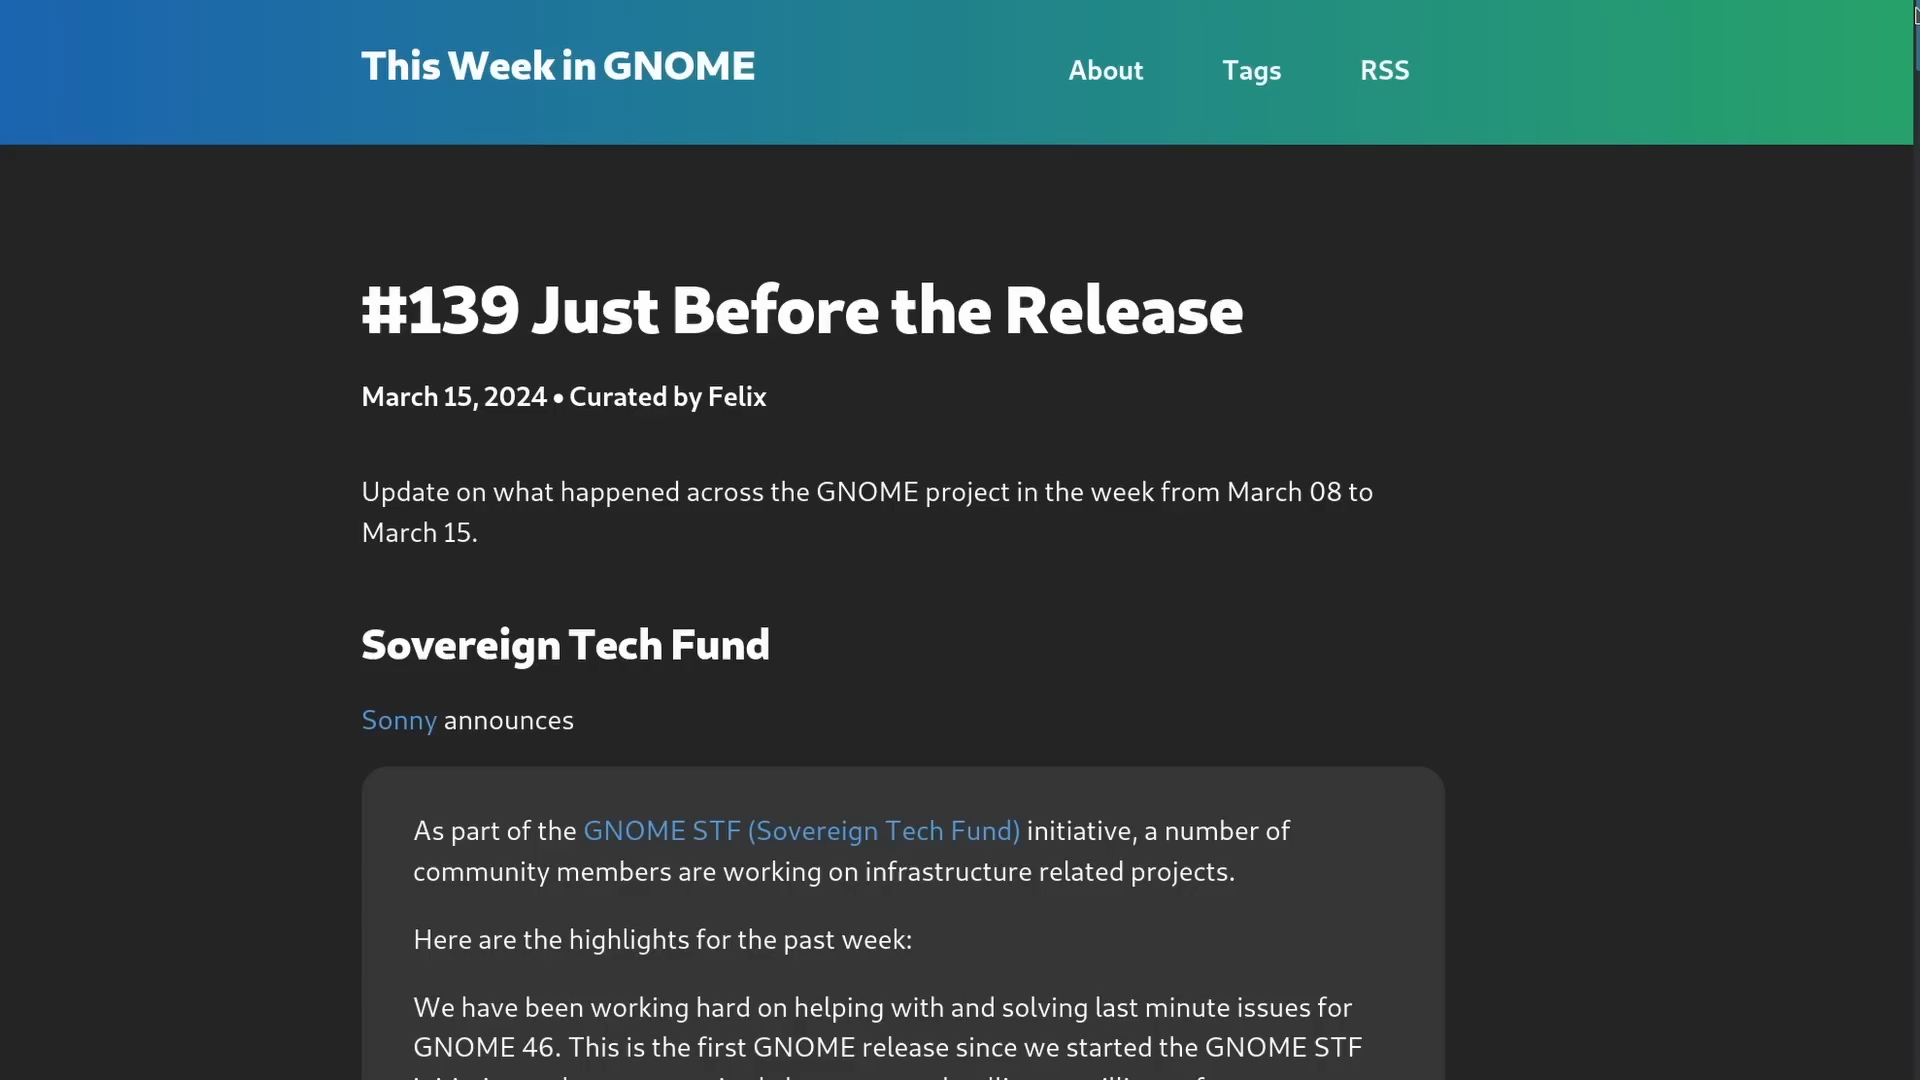 This Week in GNOME
About Tags RSS
#139 Just Before the Release
March 15, 2024 • Curated by Felix
Update on what happened across the GNOME project in the week from March 08 to
March 15.
Sovereign Tech Fund
Sonny announces
As part of the GNOME STF (Sovereign Tech Fund) initiative, a number of
community members are working on infrastructure related projects.
Here are the highlights for the past week:
We have been working hard on helping with and solving last minute issues for
GNOME 46. This is the first GNOME release since we started the GNOME STF